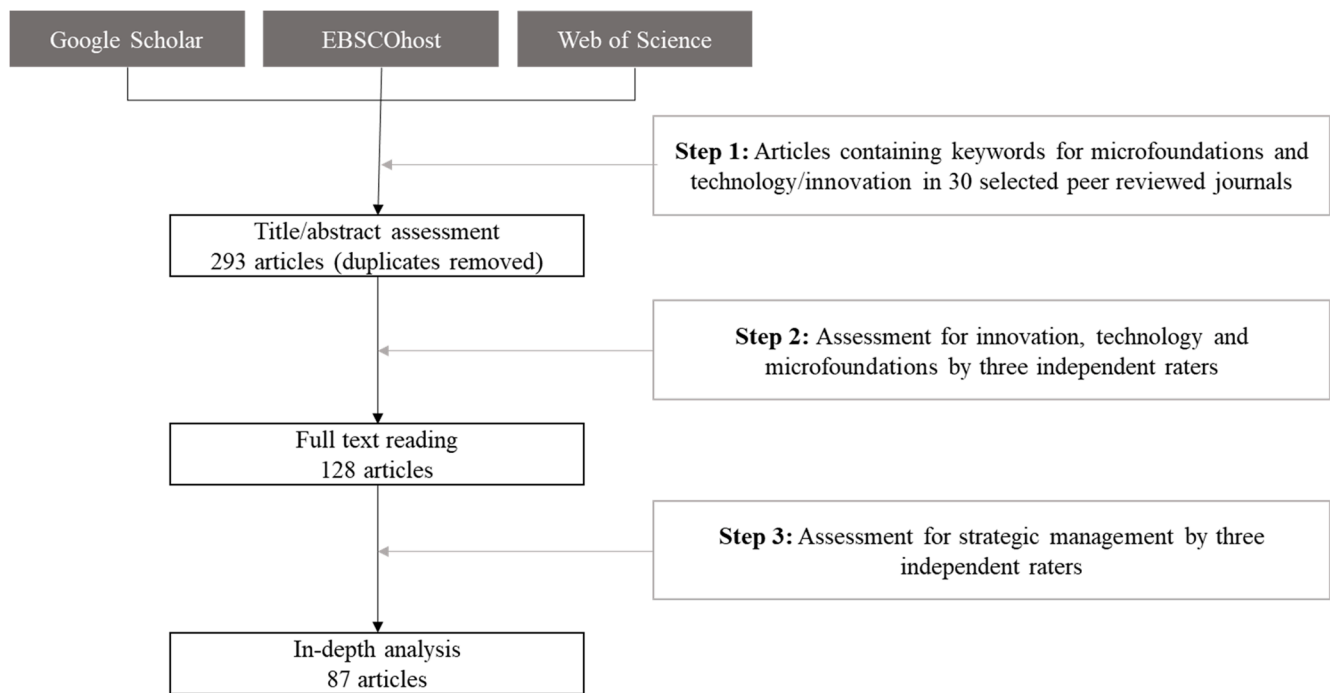 Google Scholar
EBSCOhost
Web of Science
Step 1: Articles containing keywords for microfoundations and
technology/innovation in 30 selected peer reviewed journals
Title/abstract assessment
293 articles (duplicates removed)
Step 2: Assessment for innovation, technology and
microfoundations by three independent raters
Full text reading
128 articles
Step 3: Assessment for strategic management by three
independent raters
In-depth analysis
87 articles